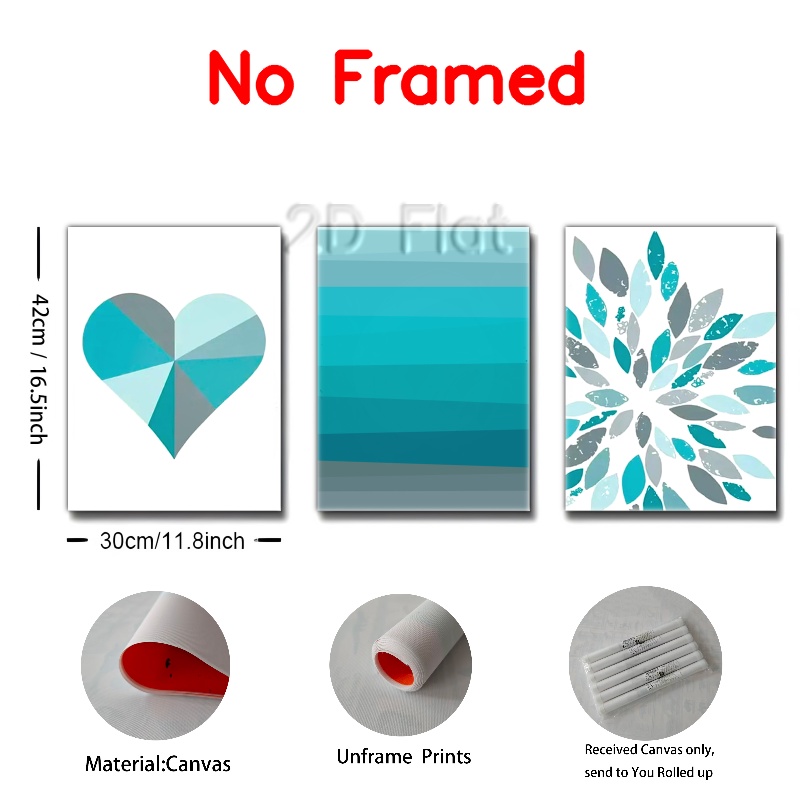 No Framed
2D Flat
42cm / 16.5inch
30cm/11.8inch
Material:Canvas
Unframe Prints
Received Canvas only,
send to You Rolled up